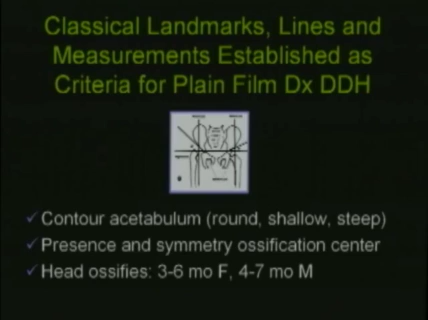 Classical Landmarks, Lines and
Measurements Established as
Criteria for Plain Film Dx DDH
✓ Contour acetabulum (round, shallow, steep)
✓ Presence and symmetry ossification center
✓ Head ossifies: 3-6 mo F, 4-7 mo M